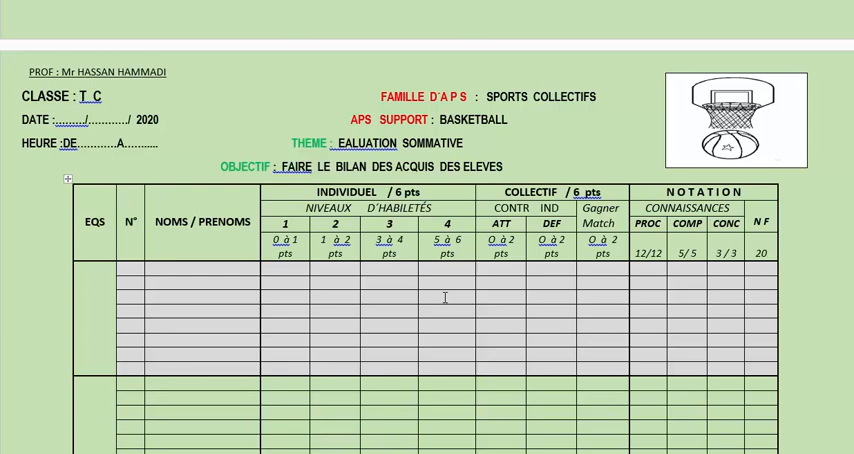 PROF : Mr HASSAN HAMMADI
CLASSE : T C
FAMILLE D´A P S : SPORTS COLLECTIFS
DATE :........./.........../ 2020
APS SUPPORT : BASKETBALL
HEURE :DE...........A..........
THEME : EALUATION SOMMATIVE
OBJECTIF : FAIRE LE BILAN DES ACQUIS DES ELEVES
EQS N° NOMS / PRENOMS
INDIVIDUEL / 6 pts COLLECTIF / 6 pts N O T A T I O N
NIVEAUX D´HABILETÉS CONTR IND Gagner Match CONNAISSANCES N F
1 2 3 4 ATT DEF PROC COMP CONC
0 à 1 pts 1 à 2 pts 3 à 4 pts 5 à 6 pts O à 2 pts O à 2 pts O à 2 pts 12/12 5/ 5 3 / 3 20